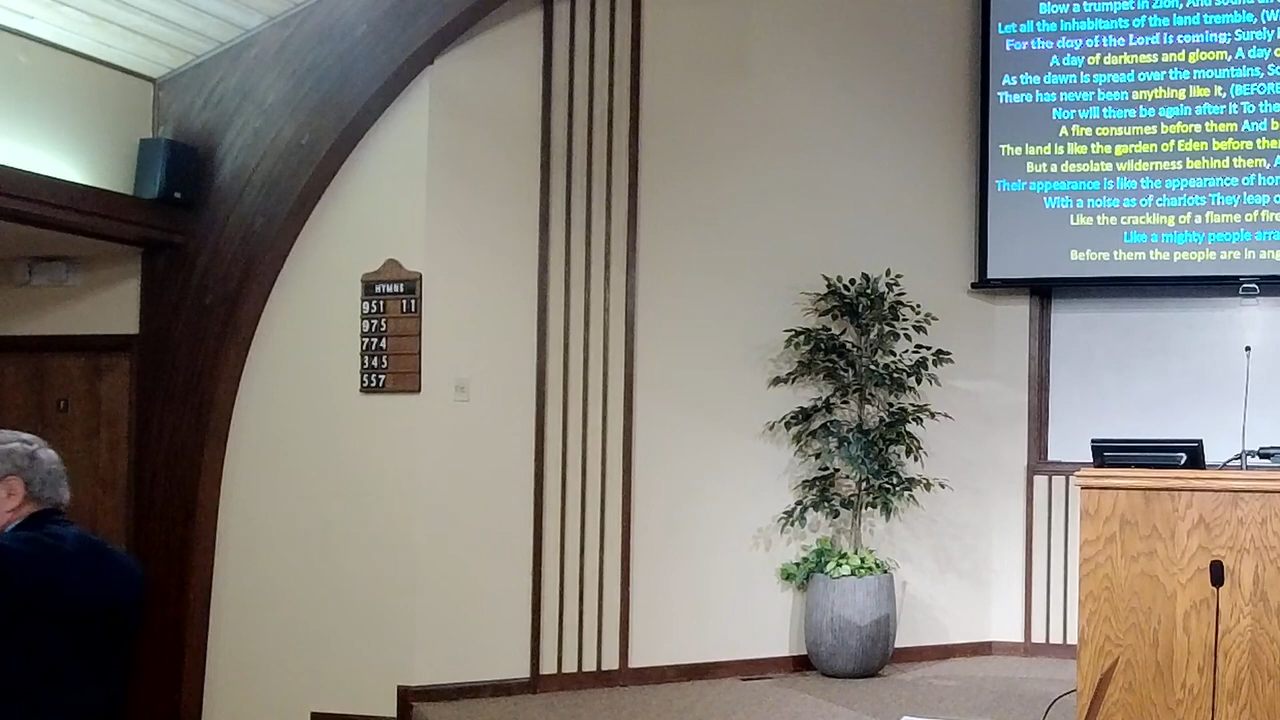 Blow a trumpet in Zion, And sound an
Let all the inhabitants of the land tremble, (W
For the day of the Lord is coming; Surely
A day of darkness and gloom, A day
As the dawn is spread over the mountains, So
There has never been anything like it, (BEFORE
Nor will there be again after it To the
A fire consumes before them And b
The land is like the garden of Eden before the
But a desolate wilderness behind them, A
Their appearance is like the appearance of hor
With a noise as of chariots They leap o
Like the crackling of a flame of fire
Like a mighty people arra
Before them the people are in ang
HYMNS
951 11
975
774
345
557